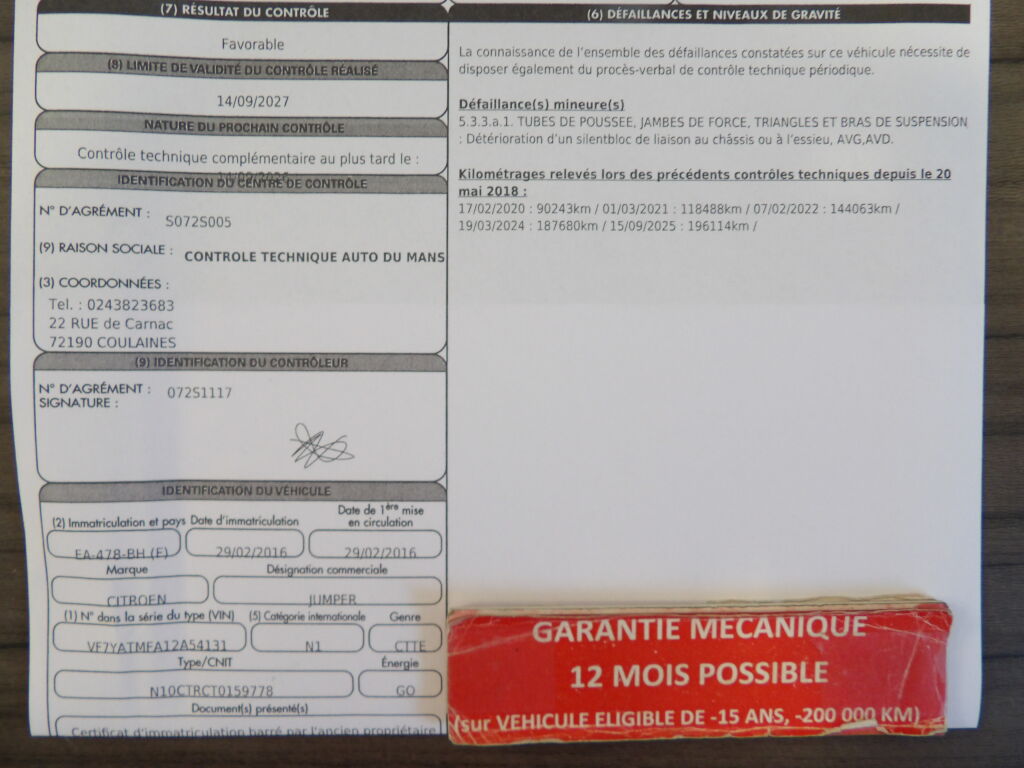 (7) RÉSULTAT DU CONTRÔLE
Favorable
(8) LIMITE DE VALIDITÉ DU CONTRÔLE RÉALISÉ
14/09/2027
NATURE DU PROCHAIN CONTRÔLE
Contrôle technique complémentaire au plus tard le :
14/09/2026
IDENTIFICATION DU CENTRE DE CONTRÔLE
N° D'AGRÉMENT : S072S005
(9) RAISON SOCIALE : CONTROLE TECHNIQUE AUTO DU MANS
(3) COORDONNÉES :
Tel. : 0243823683
22 RUE de Carnac
72190 COULAINES
(9) IDENTIFICATION DU CONTRÔLEUR
N° D'AGRÉMENT : 072S1117
SIGNATURE :
IDENTIFICATION DU VÉHICULE
(2) Immatriculation et pays Date d'immatriculation Date de 1ère mise en circulation
EA-478-BH (F) 29/02/2016 29/02/2016
Marque Désignation commerciale
CITROEN JUMPER
(1) N° dans la série du type (VIN) (5) Catégorie internationale Genre
VF7YATMFA12A54131 N1 CTTE
Type/CNIT Énergie
N10CTRCT0159778 GO
Document(s) présenté(s)
Certificat d'immatriculation barré par l'ancien propriétaire
(6) DÉFAILLANCES ET NIVEAUX DE GRAVITÉ
La connaissance de l'ensemble des défaillances constatées sur ce véhicule nécessite de
disposer également du procès-verbal de contrôle technique périodique.
Défaillance(s) mineure(s)
5.3.3.a.1. TUBES DE POUSSEE, JAMBES DE FORCE, TRIANGLES ET BRAS DE SUSPENSION
: Détérioration d'un silentbloc de liaison au châssis ou à l'essieu, AVG,AVD.
Kilométrages relevés lors des précédents contrôles techniques depuis le 20
mai 2018 :
17/02/2020 : 90243km / 01/03/2021 : 118488km / 07/02/2022 : 144063km /
19/03/2024 : 187680km / 15/09/2025 : 196114km /
GARANTIE MECANIQUE
12 MOIS POSSIBLE
(sur VEHICULE ELIGIBLE DE -15 ANS, -200 000 KM)